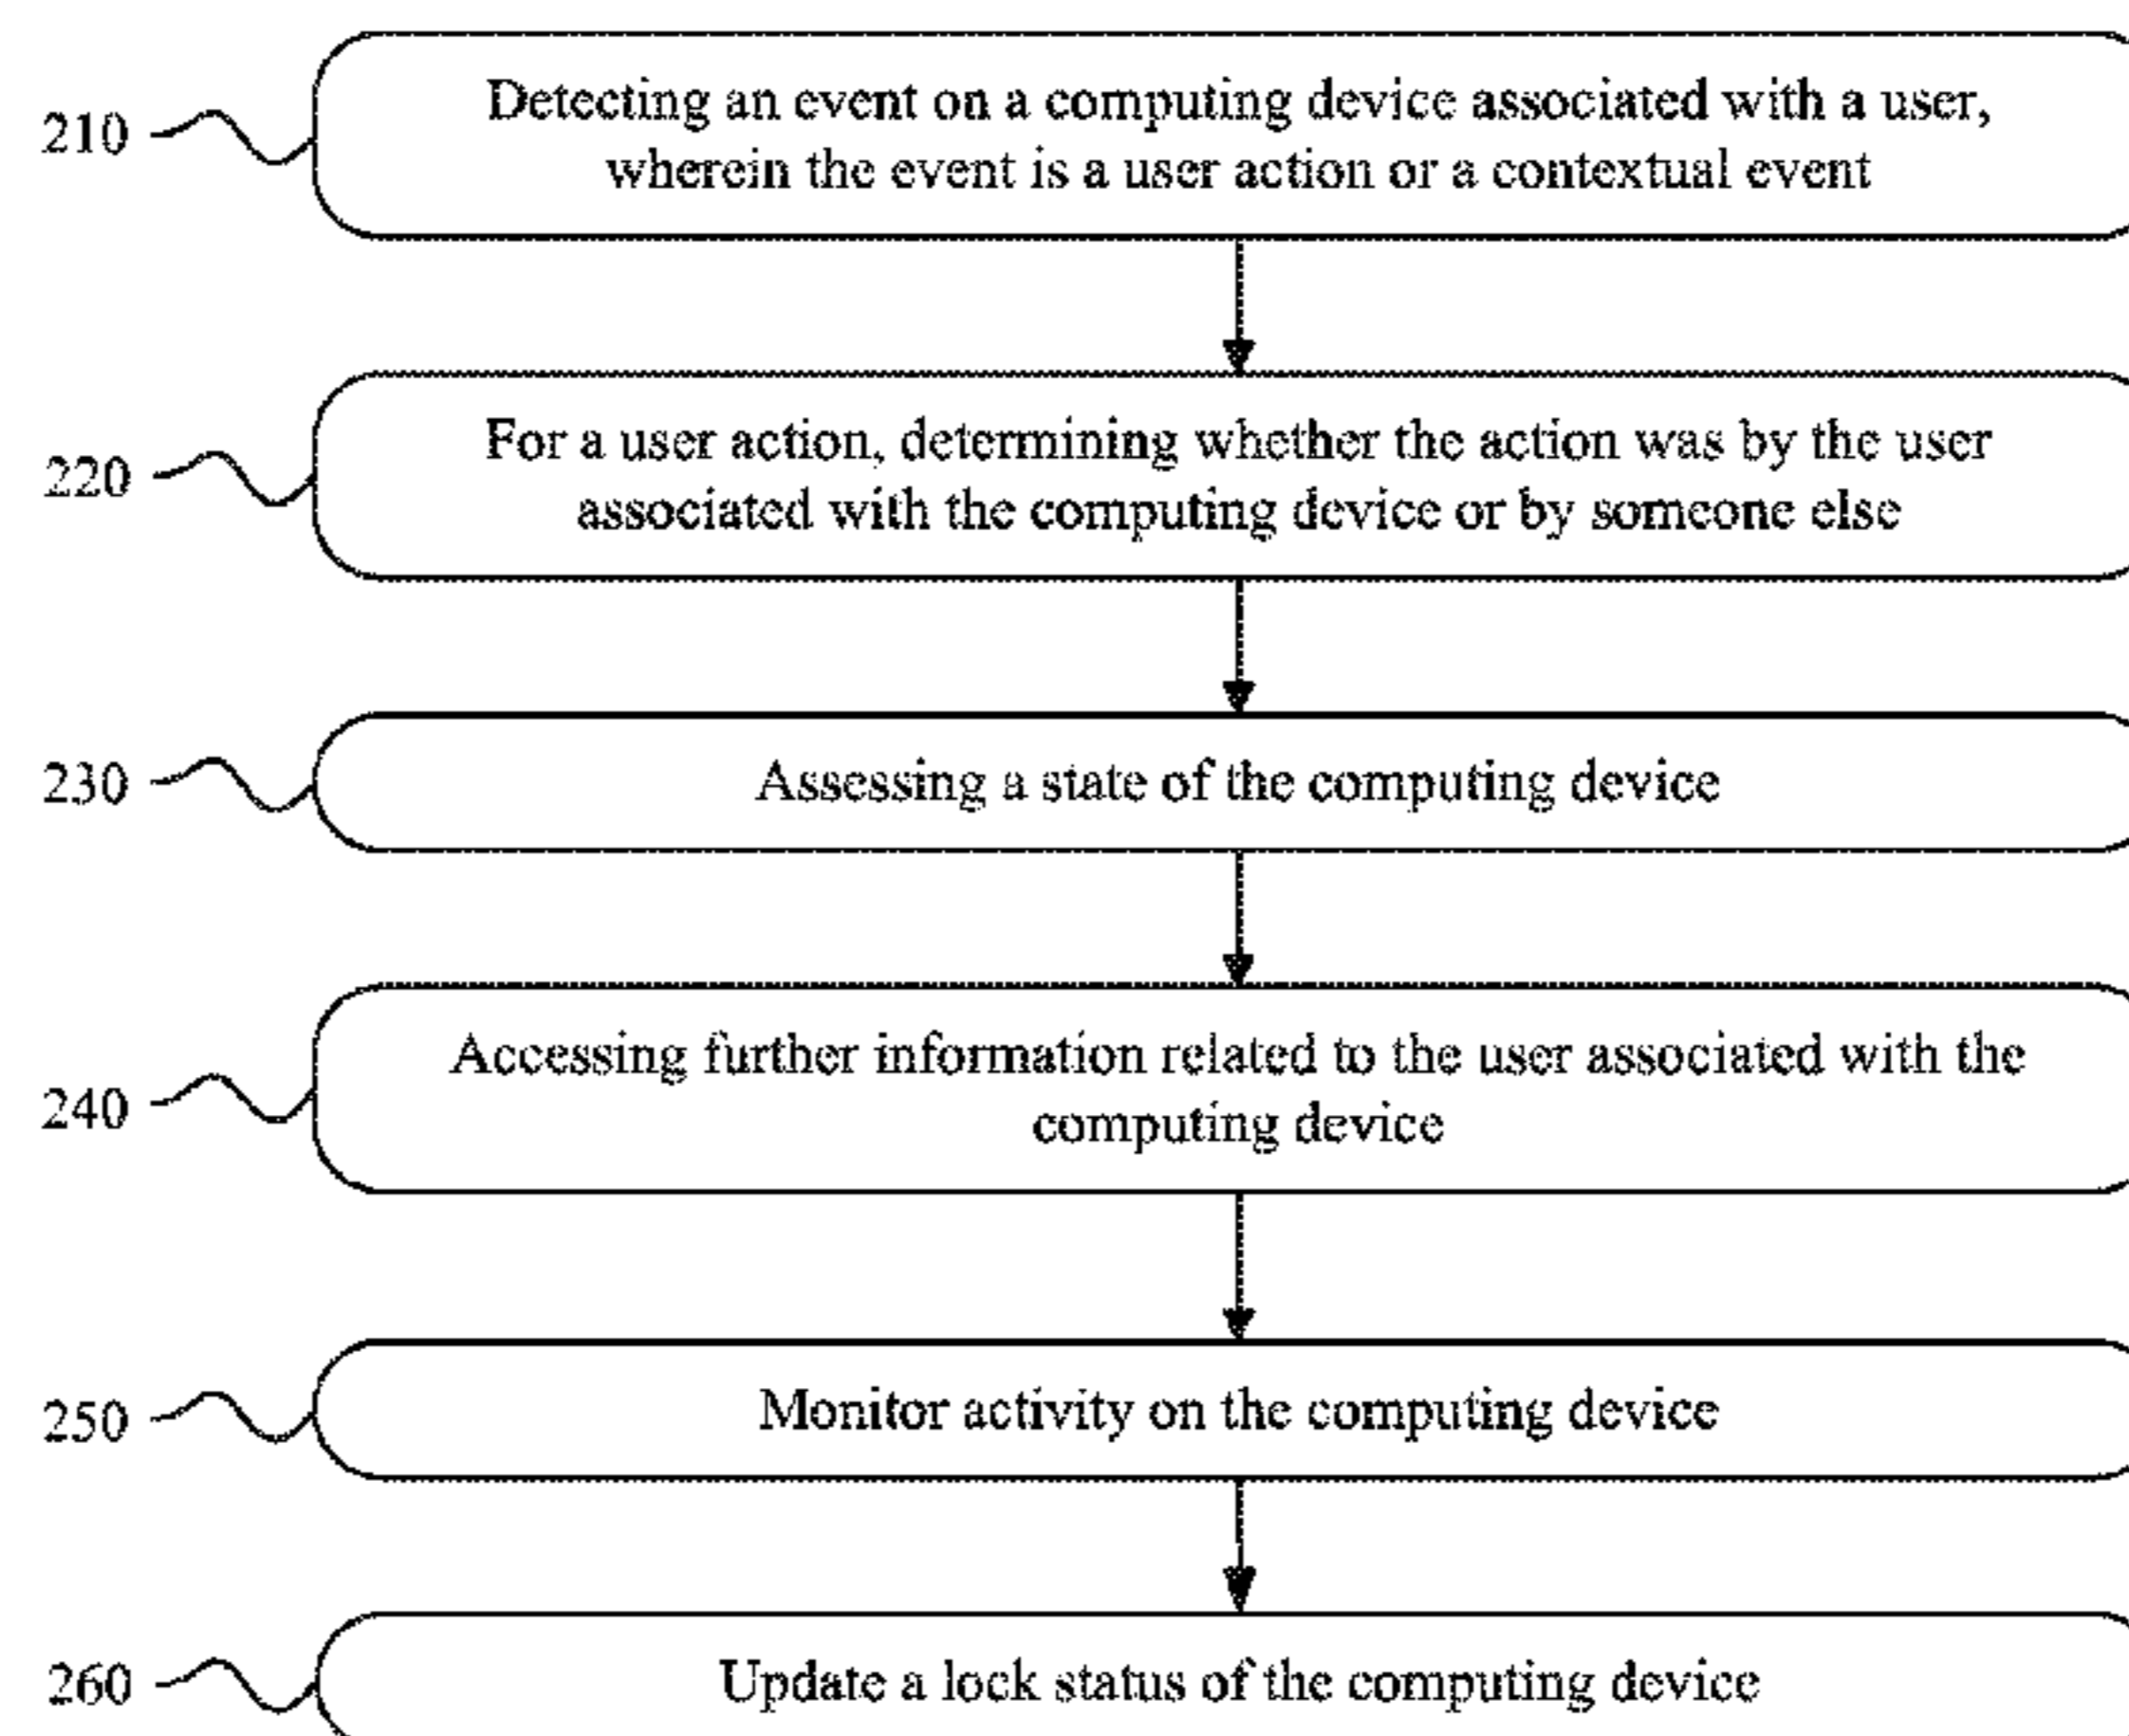 Detecting an event on a computing device associated with a user,
210
wherein the event is a user action or a contextual event
For a user action, determining whether the action was by the user
220
associated with the computing device or by someone else
230
Assessing a state of the computing device
Accessing further information related to the user associated with the
240
computing device
250
Monitor activity on the computing device
260
Update a lock status of the computing device